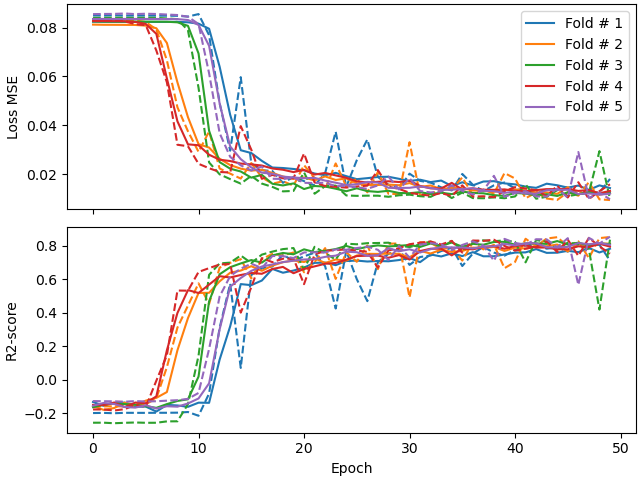 Loss MSE
0.08
0.06
0.04
0.02
Fold # 1
Fold # 2
Fold # 3
Fold # 4
Fold # 5
R2-score
0.8
0.6
0.4
0.2
0.0
−0.2
0 10 20 30 40 50
Epoch